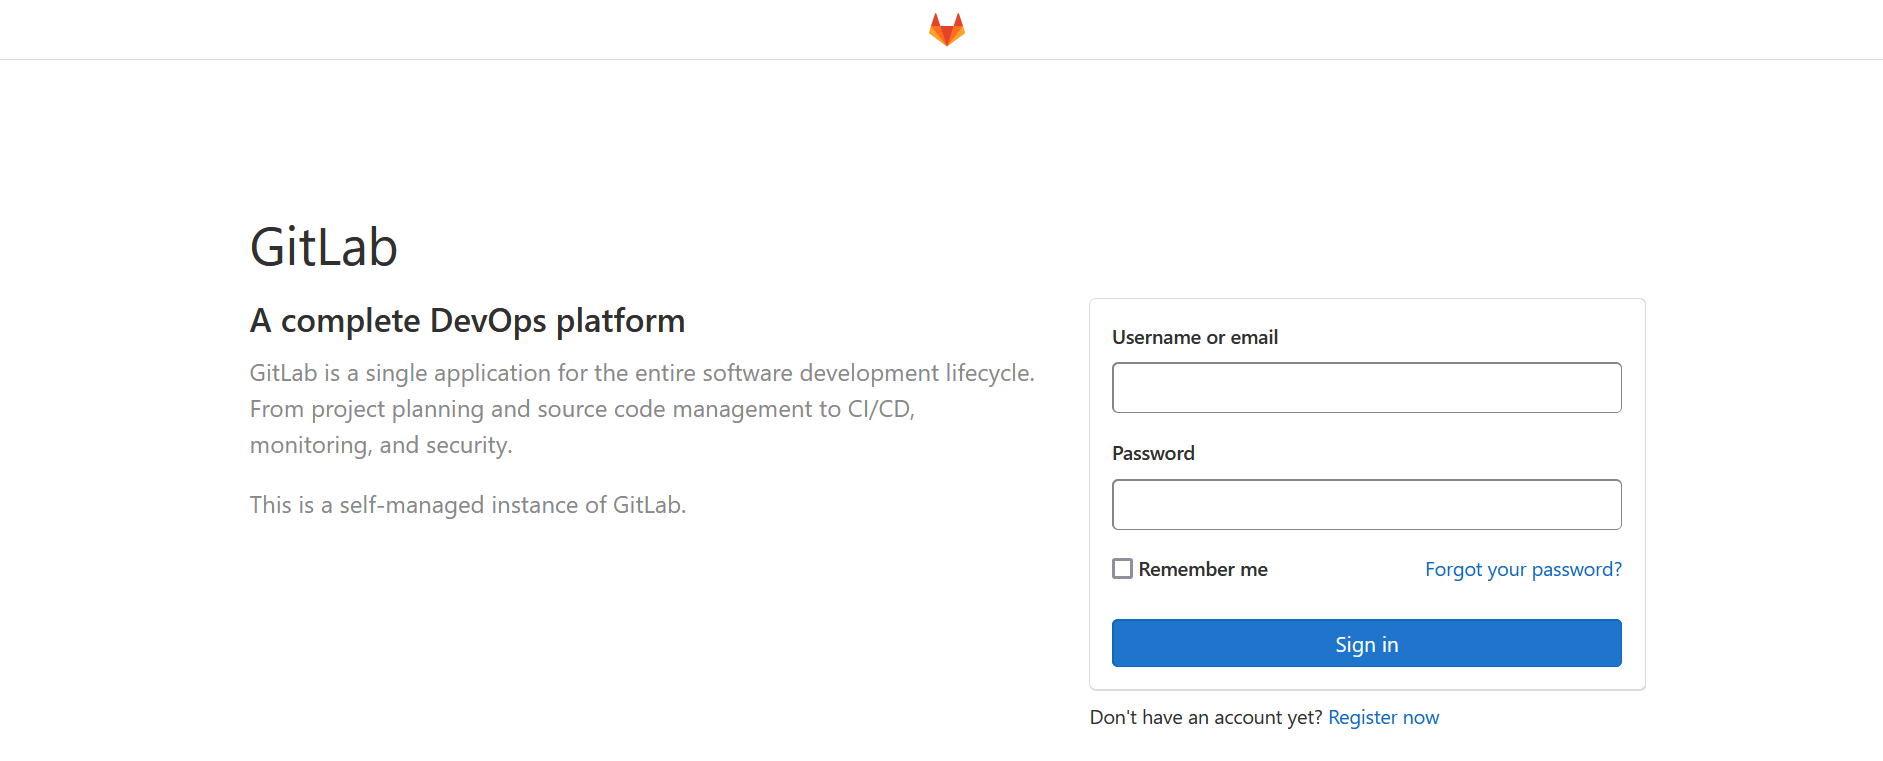 GitLab
A complete DevOps platform
GitLab is a single application for the entire software development lifecycle.
From project planning and source code management to CI/CD,
monitoring, and security.
This is a self-managed instance of GitLab.
Username or email
Password
Remember me
Forgot your password?
Sign in
Don't have an account yet? Register now